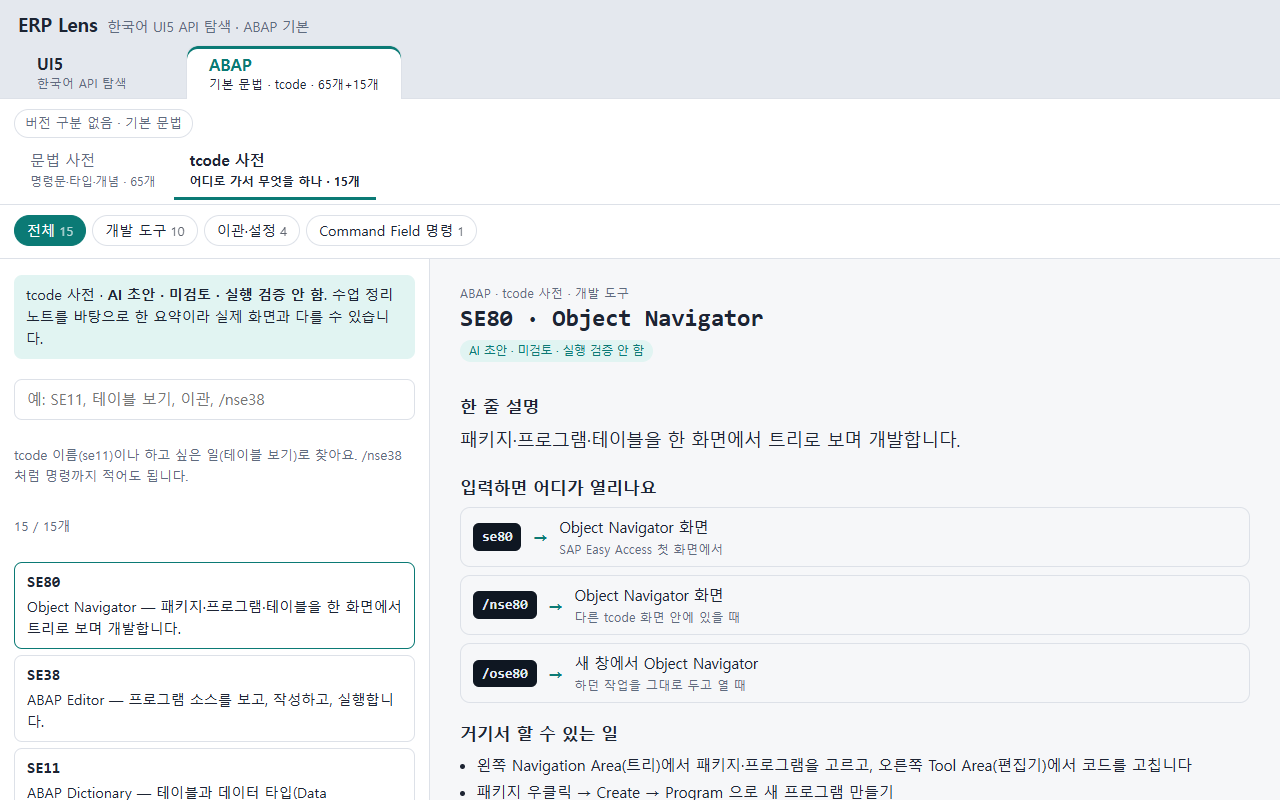 ERP Lens 한국어 UI5 API 탐색 · ABAP 기본
UI5
한국어 API 탐색
ABAP
기본 문법 · tcode · 65개+15개
버전 구분 없음 · 기본 문법
문법 사전
명령문·타입·개념 · 65개
tcode 사전
어디로 가서 무엇을 하나 · 15개
전체 15
개발 도구 10
이관·설정 4
Command Field 명령 1
tcode 사전 · AI 초안 · 미검토 · 실행 검증 안 함. 수업 정리
노트를 바탕으로 한 요약이라 실제 화면과 다를 수 있습니
다.
예: SE11, 테이블 보기, 이관, /nse38
tcode 이름(se11)이나 하고 싶은 일(테이블 보기)로 찾아요. /nse38
처럼 명령까지 적어도 됩니다.
15 / 15개
SE80
Object Navigator — 패키지·프로그램·테이블을 한 화면에서
트리로 보며 개발합니다.
SE38
ABAP Editor — 프로그램 소스를 보고, 작성하고, 실행합니
다.
SE11
ABAP Dictionary — 테이블과 데이터 타입(Data
ABAP · tcode 사전 · 개발 도구
SE80 · Object Navigator
AI 초안 · 미검토 · 실행 검증 안 함
한 줄 설명
패키지·프로그램·테이블을 한 화면에서 트리로 보며 개발합니다.
입력하면 어디가 열리나요
se80 → Object Navigator 화면
SAP Easy Access 첫 화면에서
/nse80 → Object Navigator 화면
다른 tcode 화면 안에 있을 때
/ose80 → 새 창에서 Object Navigator
하던 작업을 그대로 두고 열 때
거기서 할 수 있는 일
• 왼쪽 Navigation Area(트리)에서 패키지·프로그램을 고르고, 오른쪽 Tool Area(편집기)에서 코드를 고칩니다
• 패키지 우클릭 → Create → Program 으로 새 프로그램 만들기